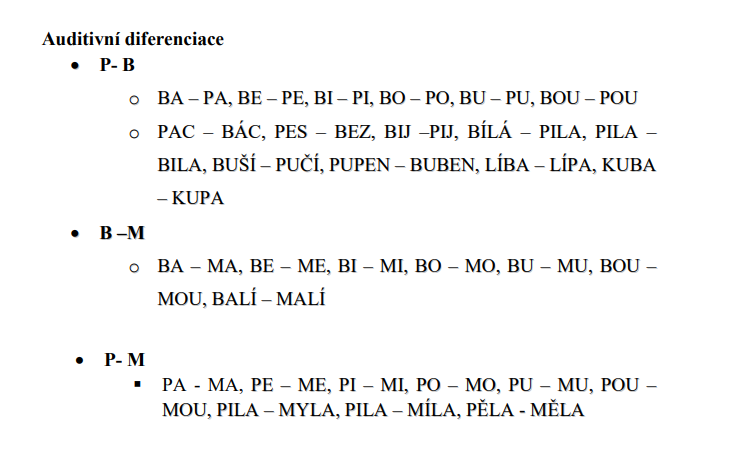 Auditivní diferenciace
• P- B
o BA – PA, BE – PE, BI – PI, BO – PO, BU – PU, BOU – POU
o PAC – BÁC, PES – BEZ, BIJ –PIJ, BÍLÁ – PILA, PILA –
BILA, BUŠÍ – PUČÍ, PUPEN – BUBEN, LÍBA – LÍPA, KUBA
– KUPA
• B –M
o BA – MA, BE – ME, BI – MI, BO – MO, BU – MU, BOU –
MOU, BALÍ – MALÍ
• P- M
▪ PA - MA, PE – ME, PI – MI, PO – MO, PU – MU, POU –
MOU, PILA – MYLA, PILA – MÍLA, PĚLA - MĚLA